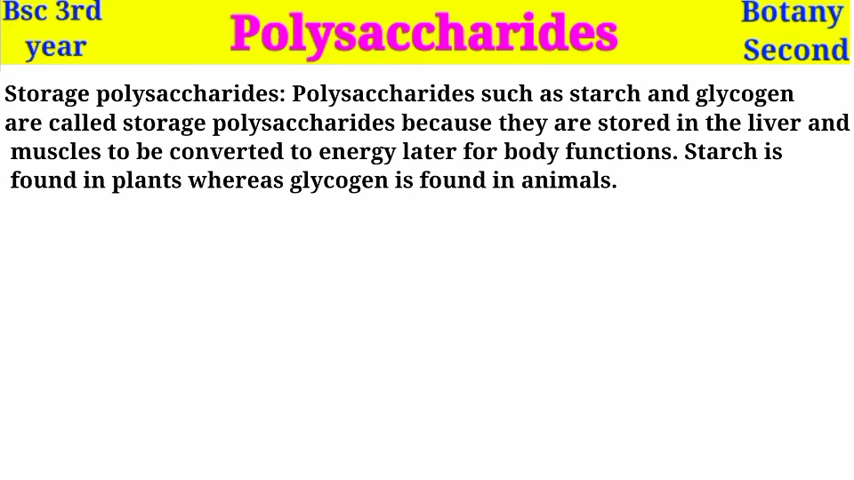 Bsc 3rd
year
Polysaccharides
Botany
Second
Storage polysaccharides: Polysaccharides such as starch and glycogen
are called storage polysaccharides because they are stored in the liver and
muscles to be converted to energy later for body functions. Starch is
found in plants whereas glycogen is found in animals.